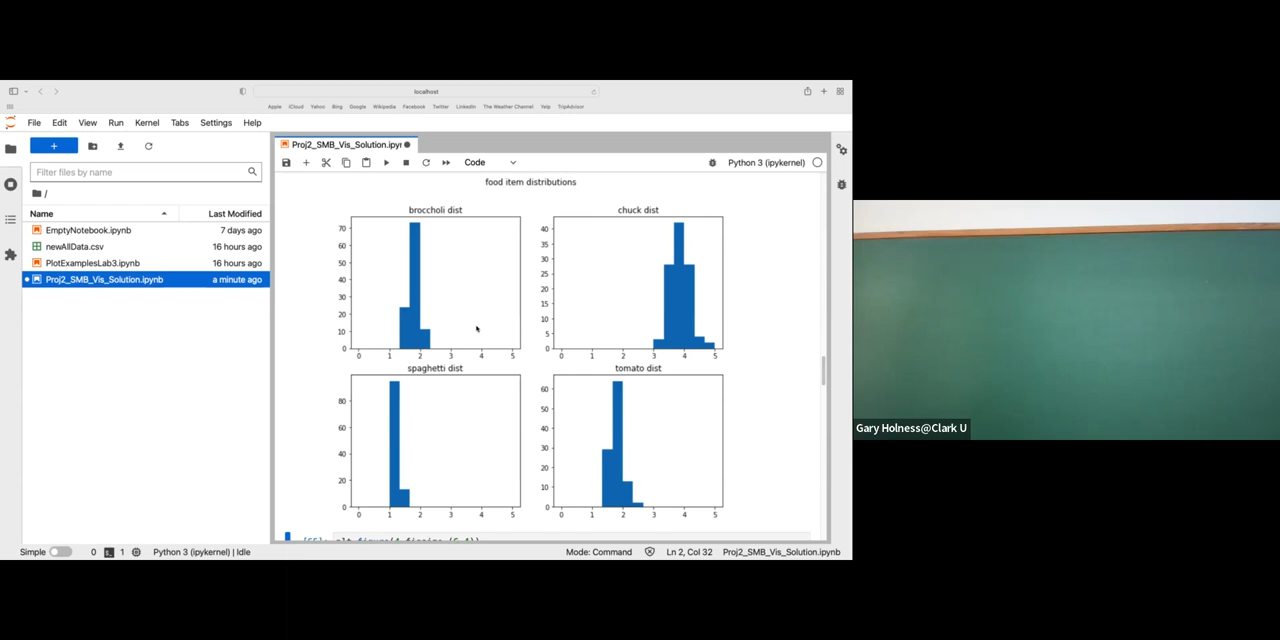 localhost
Apple iCloud Yahoo Bing Google Wikipedia Facebook Twitter LinkedIn The Weather Channel Yelp TripAdvisor
File Edit View Run Kernel Tabs Settings Help
Proj2_SMB_Vis_Solution.ipyn
Code
Python 3 (ipykernel)
Filter files by name
/
Name Last Modified
EmptyNotebook.ipynb 7 days ago
newAllData.csv 16 hours ago
PlotExamplesLab3.ipynb 16 hours ago
Proj2_SMB_Vis_Solution.ipynb a minute ago
food item distributions
broccholi dist
70
60
50
40
30
20
10
0
0 1 2 3 4 5
chuck dist
40
35
30
25
20
15
10
5
0
0 1 2 3 4 5
spaghetti dist
80
60
40
20
0
0 1 2 3 4 5
tomato dist
60
50
40
30
20
10
0
0 1 2 3 4 5
Simple 0 1 Python 3 (ipykernel) | Idle Mode: Command Ln 2, Col 32 Proj2_SMB_Vis_Solution.ipynb
Gary Holness@Clark U